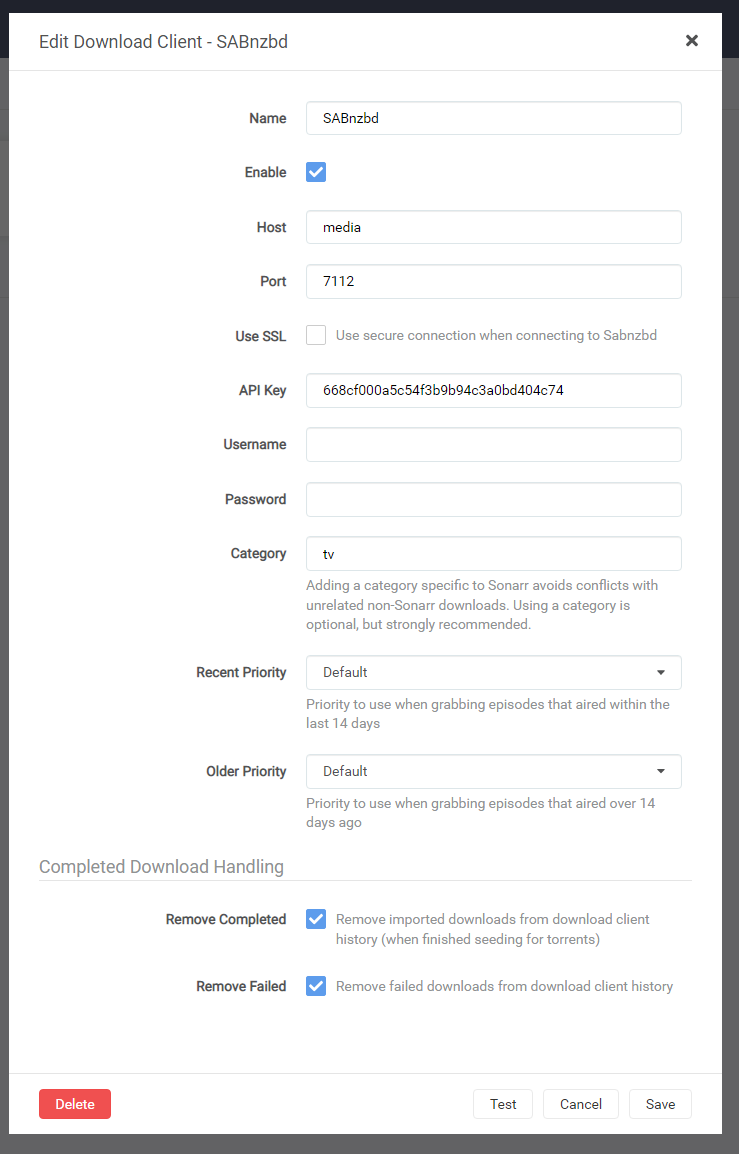 Edit Download Client - SABnzbd
Name SABnzbd
Enable
Host media
Port 7112
Use SSL Use secure connection when connecting to Sabnzbd
API Key 668cf000a5c54f3b9b94c3a0bd404c74
Username
Password
Category tv
Adding a category specific to Sonarr avoids conflicts with
unrelated non-Sonarr downloads. Using a category is
optional, but strongly recommended.
Recent Priority Default
Priority to use when grabbing episodes that aired within the
last 14 days
Older Priority Default
Priority to use when grabbing episodes that aired over 14
days ago
Completed Download Handling
Remove Completed Remove imported downloads from download client
history (when finished seeding for torrents)
Remove Failed Remove failed downloads from download client history
Delete Test Cancel Save